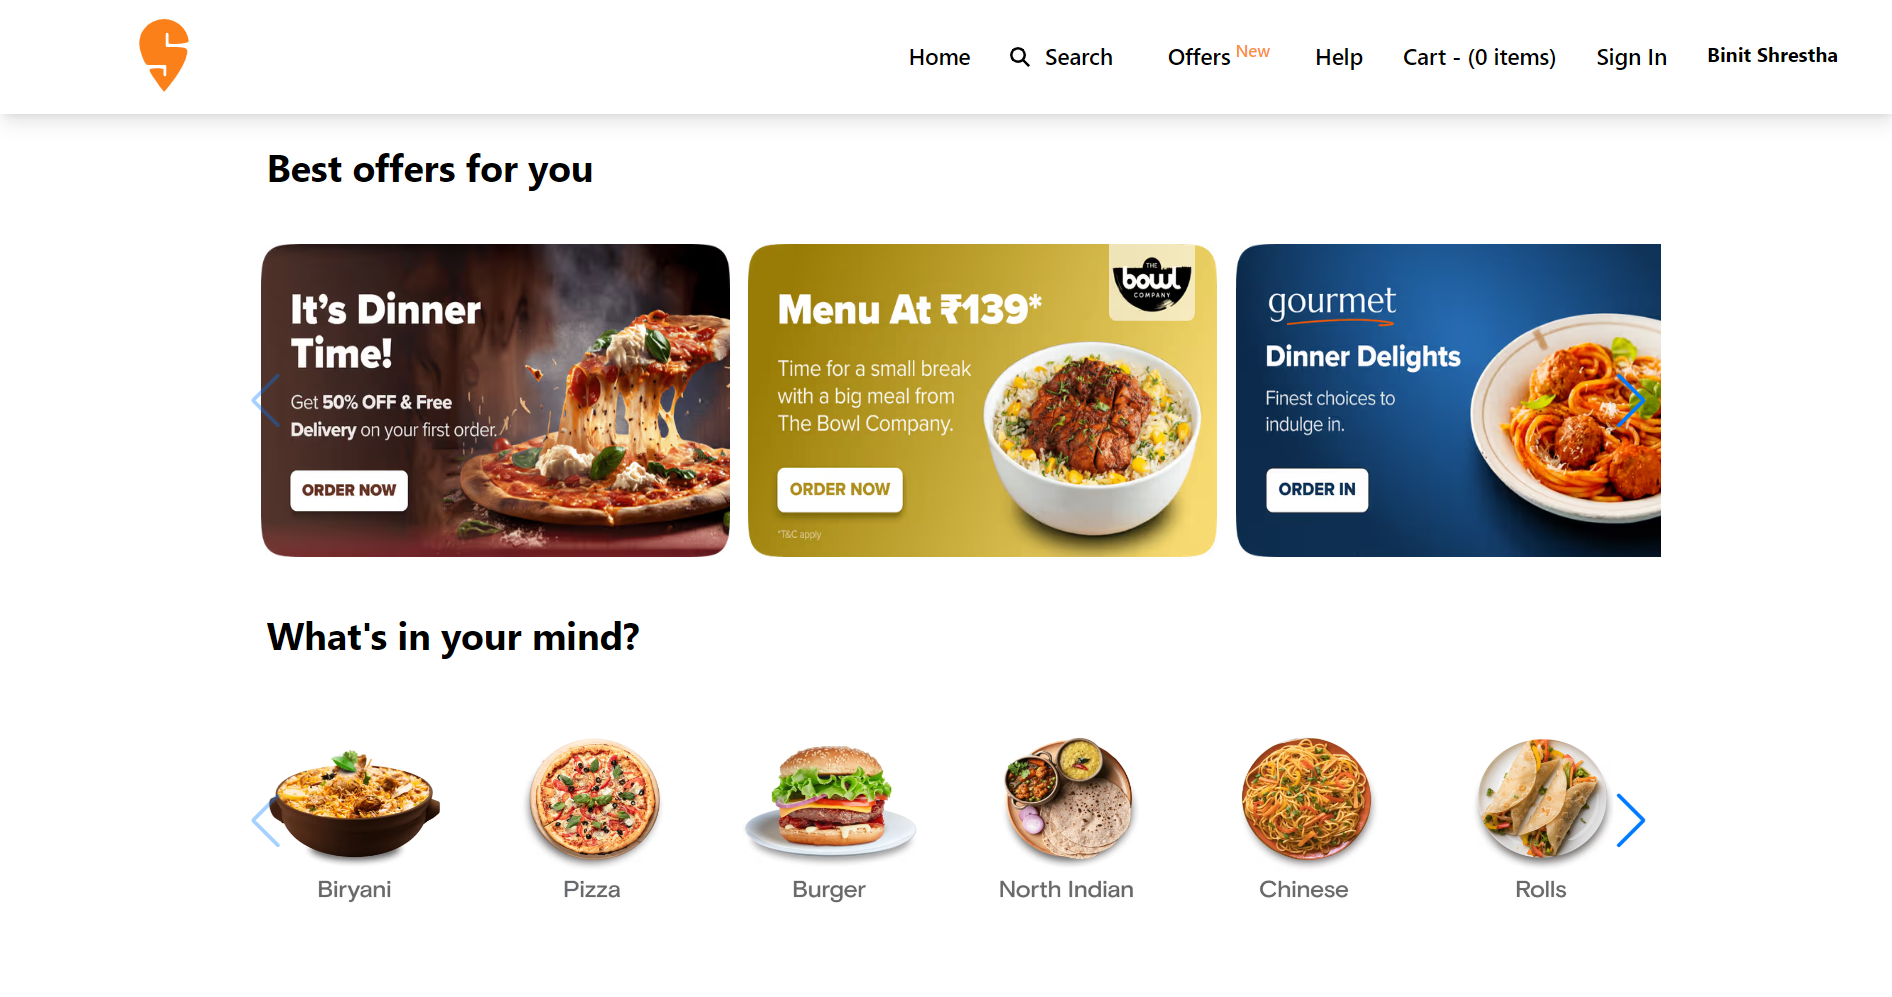 Home Search Offers New Help Cart - (0 items) Sign In Binit Shrestha
Best offers for you
It's Dinner
Time!
Get 50% OFF & Free
Delivery on your first order.
ORDER NOW
THE
bowl
COMPANY
Menu At ₹139*
Time for a small break
with a big meal from
The Bowl Company.
ORDER NOW
*T&C apply
gourmet
Dinner Delights
Finest choices to
indulge in.
ORDER IN
What's in your mind?
Biryani Pizza Burger North Indian Chinese Rolls